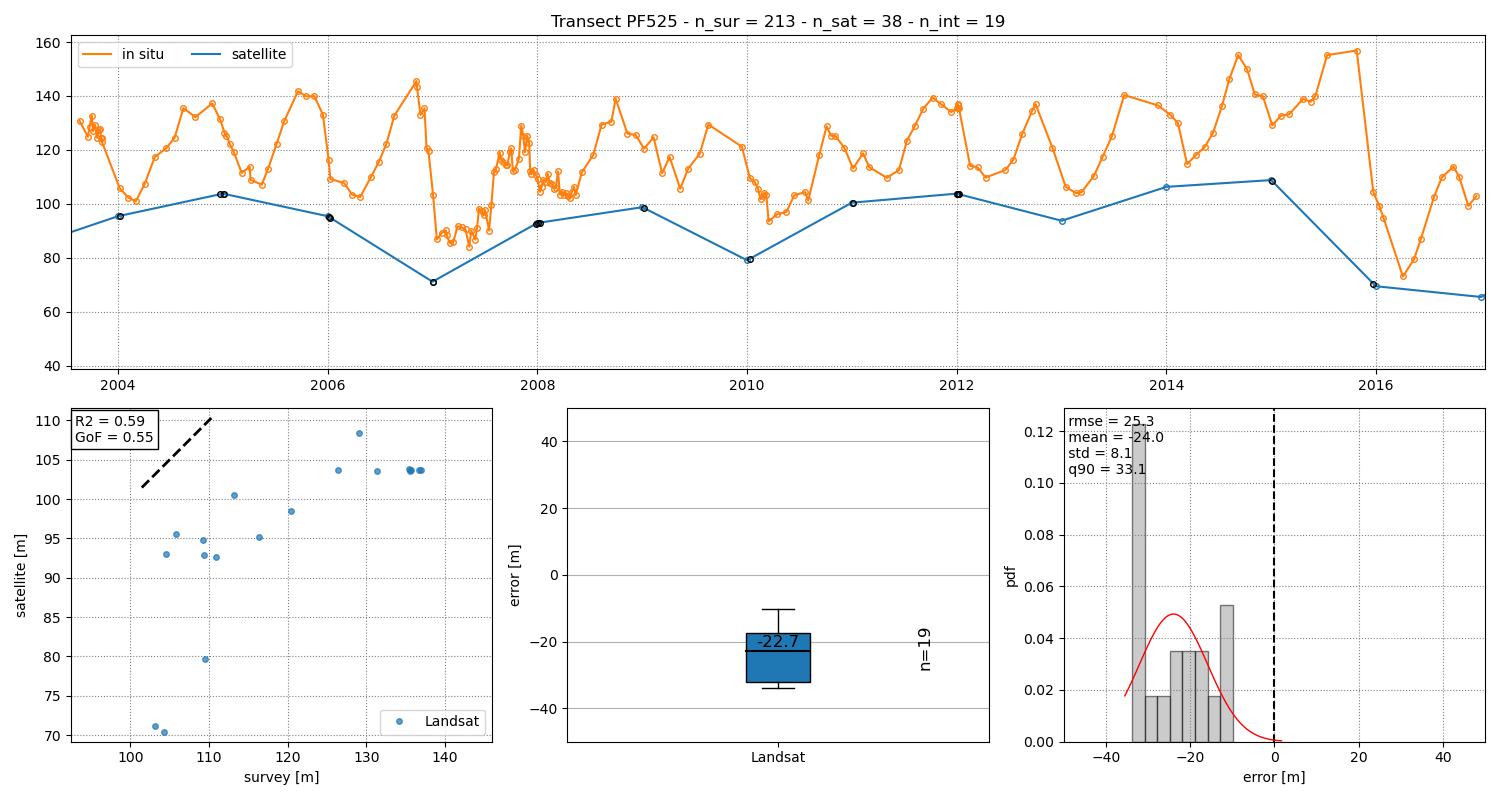 Transect PF525 - n_sur = 213 - n_sat = 38 - n_int = 19
in situ
satellite
160
140
120
100
80
60
40
2004
2006
2008
2010
2012
2014
2016
R2 = 0.59
GoF = 0.55
110
105
100
95
90
85
80
75
70
satellite [m]
Landsat
100
110
120
130
140
survey [m]
error [m]
40
20
0
−20
−40
-22.7
n=19
Landsat
rmse = 25.3
mean = -24.0
std = 8.1
q90 = 33.1
pdf
0.12
0.10
0.08
0.06
0.04
0.02
0.00
−40
−20
0
20
40
error [m]